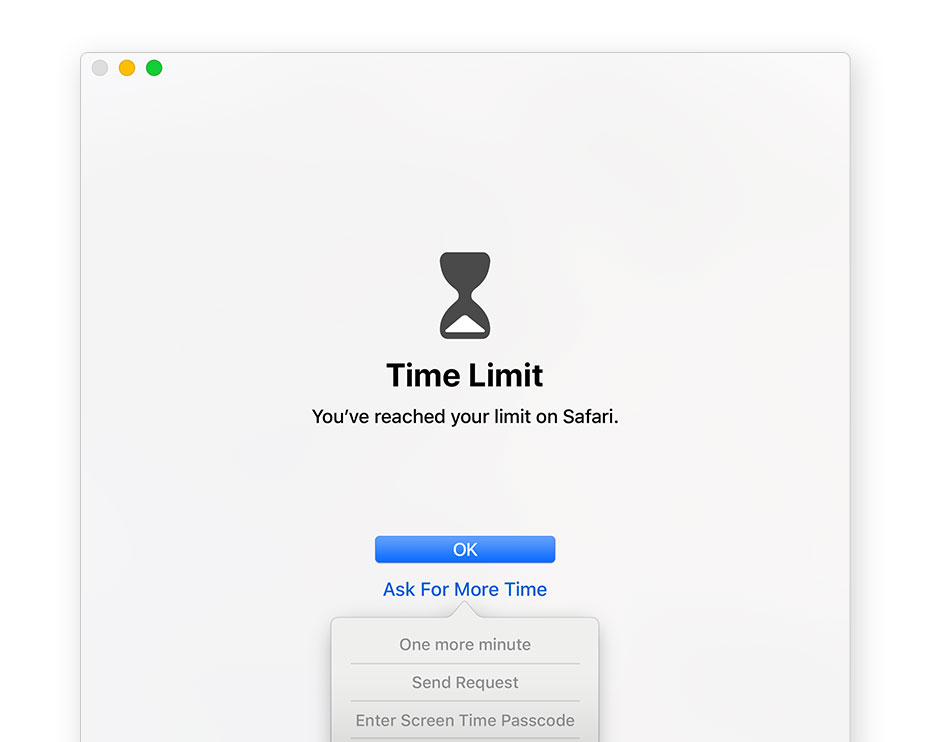 Time Limit
You’ve reached your limit on Safari.
OK
Ask For More Time
One more minute
Send Request
Enter Screen Time Passcode